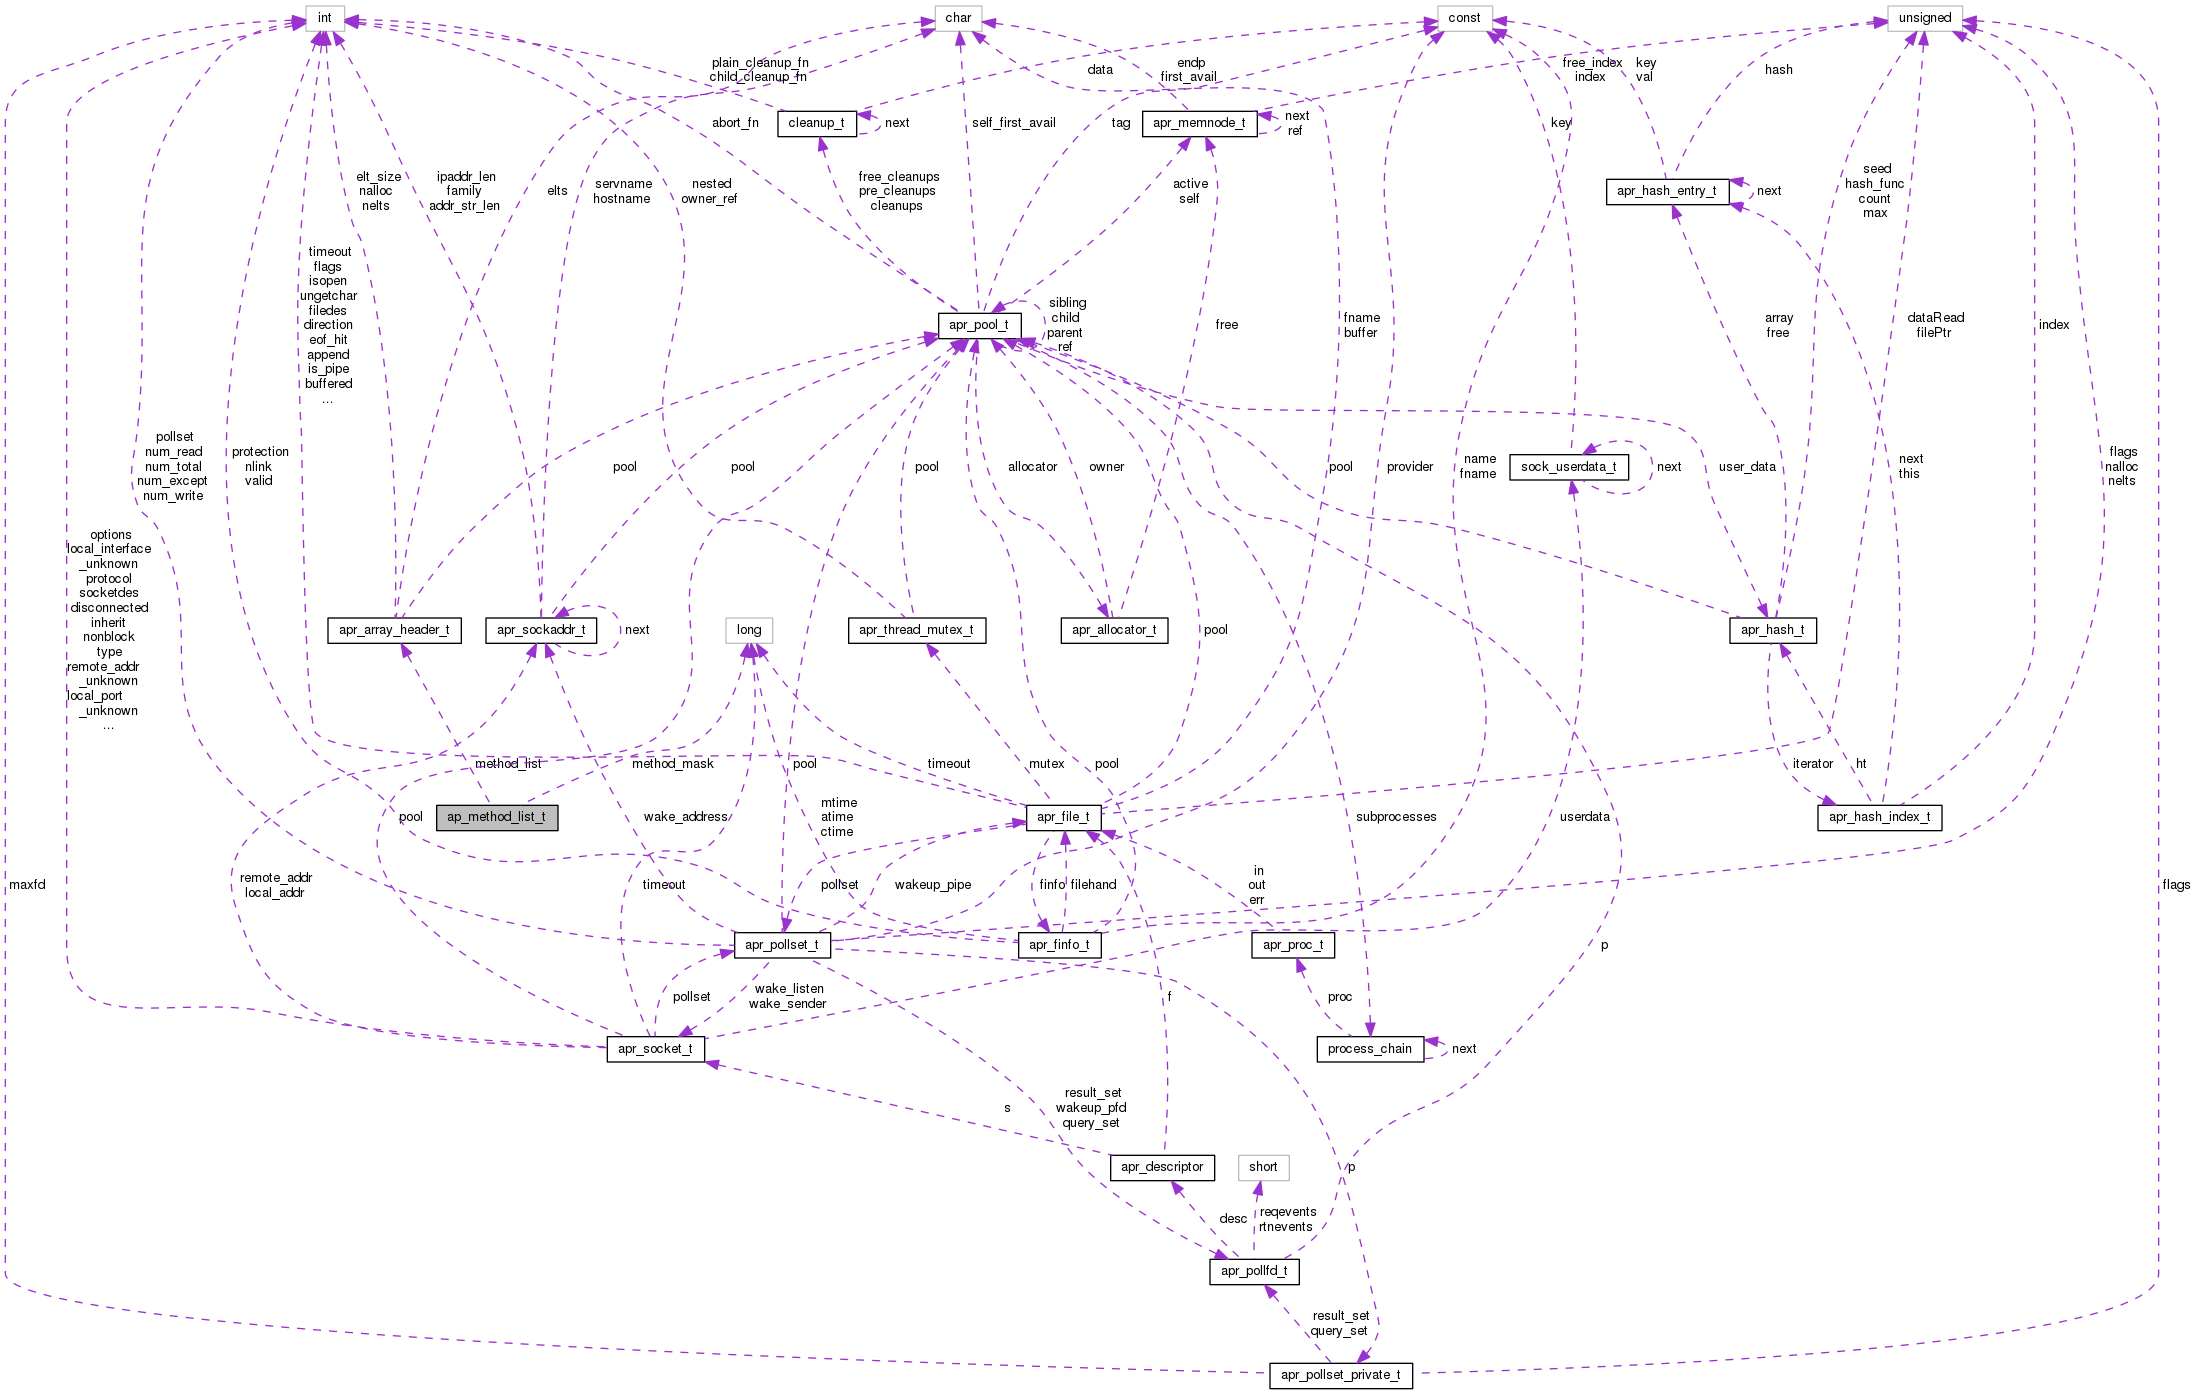 int
char
const
unsigned
plain_cleanup_fn
child_cleanup_fn
data
endp
first_avail
free_index
index
key
val
hash
abort_fn
cleanup_t
next
self_first_avail
tag
apr_memnode_t
next
ref
key
elt_size
nalloc
nelts
ipaddr_len
family
addr_str_len
elts
servname
hostname
nested
owner_ref
free_cleanups
pre_cleanups
cleanups
active
self
apr_hash_entry_t
next
seed
hash_func
count
max
timeout
flags
isopen
ungetchar
filedes
direction
eof_hit
append
is_pipe
buffered
...
apr_pool_t
sibling
child
parent
ref
free
fname
buffer
array
free
dataRead
filePtr
index
pollset
num_read
num_total
num_except
num_write
protection
nlink
valid
pool
pool
pool
allocator
owner
pool
provider
name
fname
sock_userdata_t
next
user_data
next
this
flags
nalloc
nelts
options
local_interface
_unknown
protocol
socketdes
disconnected
inherit
nonblock
type
remote_addr
_unknown
local_port
_unknown
...
apr_array_header_t
apr_sockaddr_t
next
long
apr_thread_mutex_t
apr_allocator_t
pool
apr_hash_t
method_list
method_mask
pool
timeout
mutex
pool
iterator
ht
ap_method_list_t
pool
wake_address
mtime
atime
ctime
apr_file_t
subprocesses
userdata
apr_hash_index_t
maxfd
remote_addr
local_addr
timeout
pollset
wakeup_pipe
finfo
filehand
in
out
err
flags
apr_pollset_t
apr_finfo_t
apr_proc_t
p
pollset
wake_listen
wake_sender
f
proc
apr_socket_t
process_chain
next
s
result_set
wakeup_pfd
query_set
apr_descriptor
short
p
desc
reqevents
rtnevents
apr_pollfd_t
result_set
query_set
apr_pollset_private_t